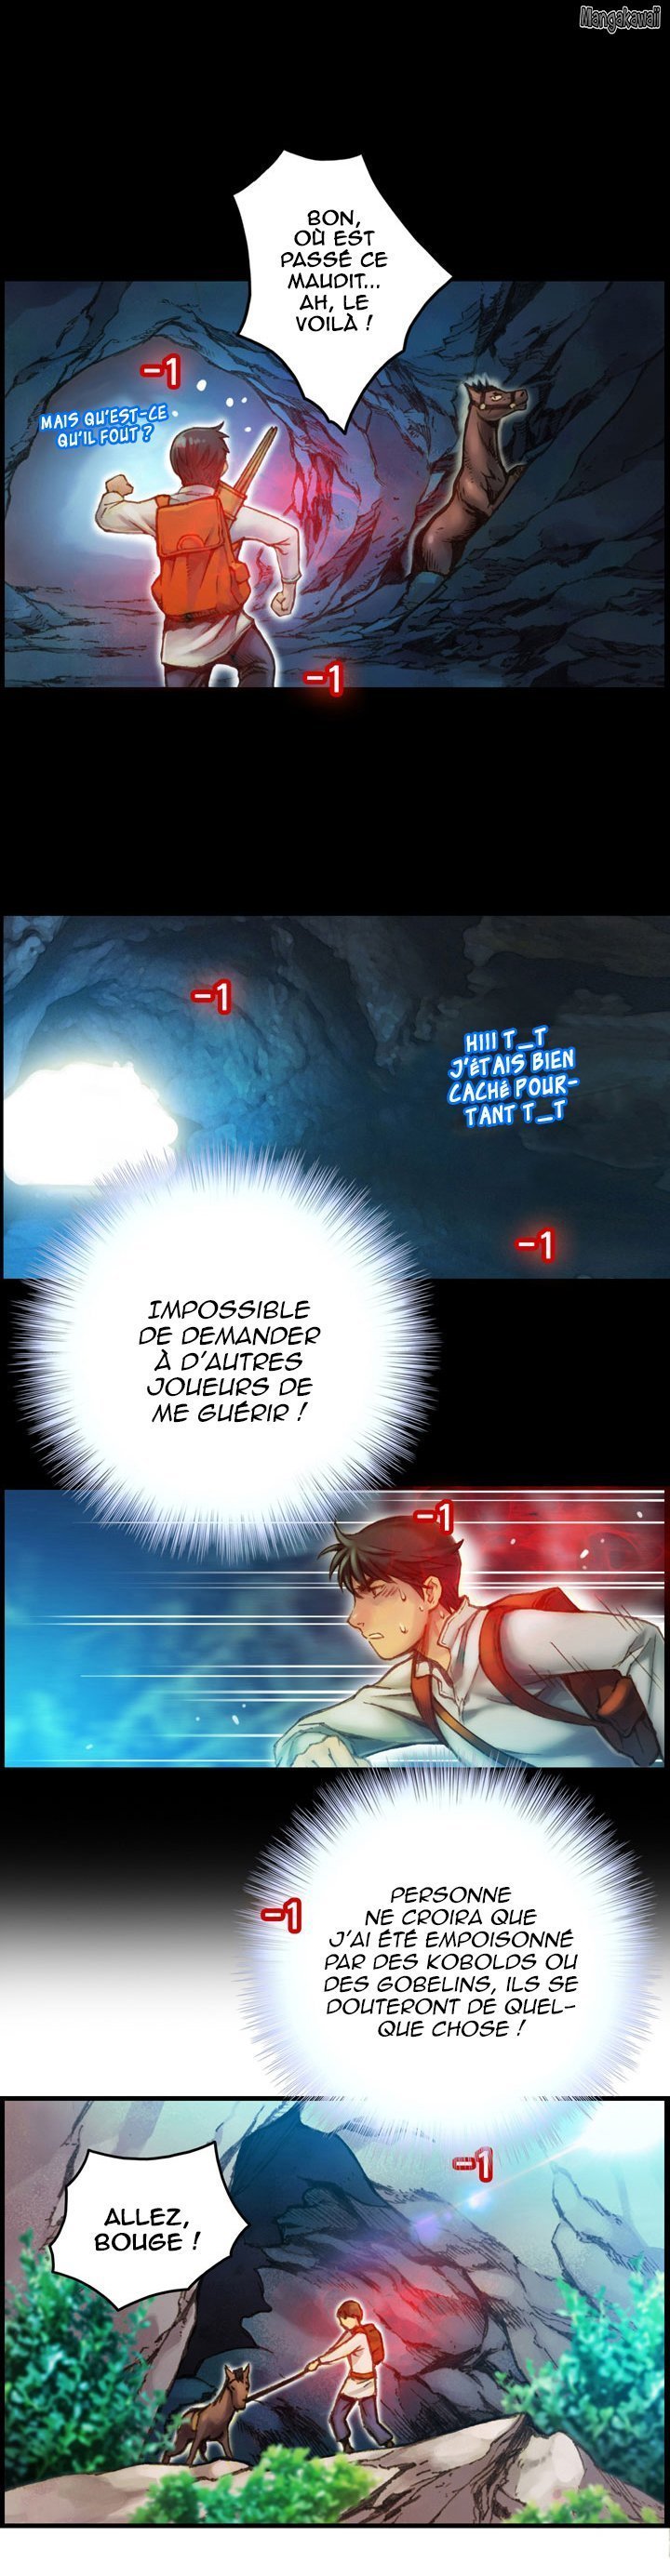 Mangakawaii
BON,
OÙ EST
PASSÉ CE
MAUDIT...
AH, LE
VOILÀ !
-1
MAIS QU'EST-CE
QU'IL FOUT ?
-1
-1
HIII T_T
J'ÉTAIS BIEN
CACHÉ POUR-
TANT T_T
-1
IMPOSSIBLE
DE DEMANDER
À D'AUTRES
JOUEURS DE
ME GUÉRIR !
-1
PERSONNE
NE CROIRA QUE
J'AI ÉTÉ EMPOISONNÉ
PAR DES KOBOLDS OU
DES GOBELINS, ILS SE
DOUTERONT DE QUEL-
QUE CHOSE !
-1
-1
ALLEZ,
BOUGE !